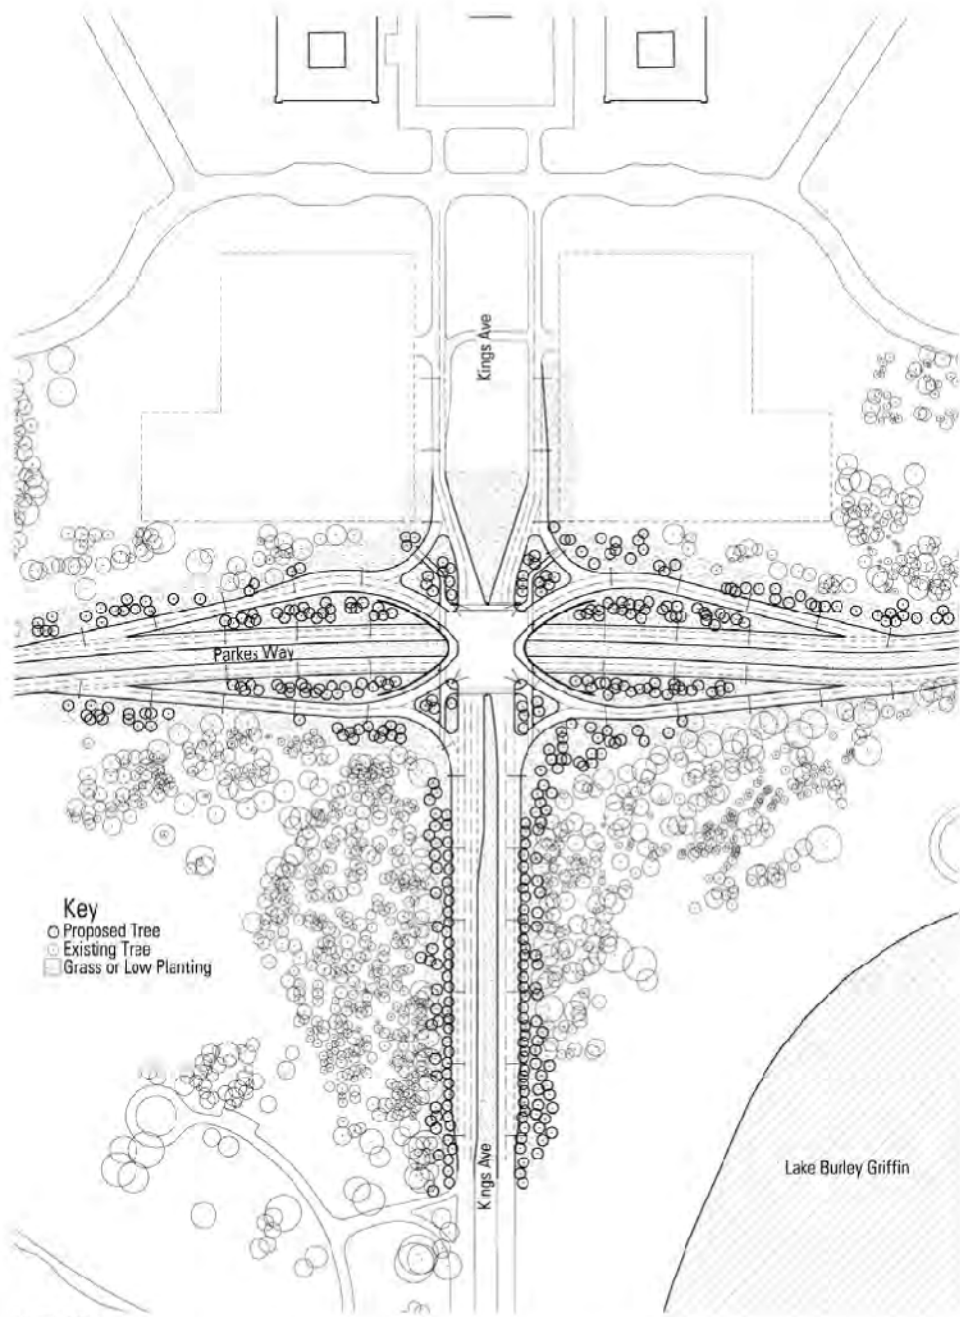 Kings Ave
Parkes Way
Key
Proposed Tree
Existing Tree
Grass or Low Planting
Kings Ave
Lake Burley Griffin